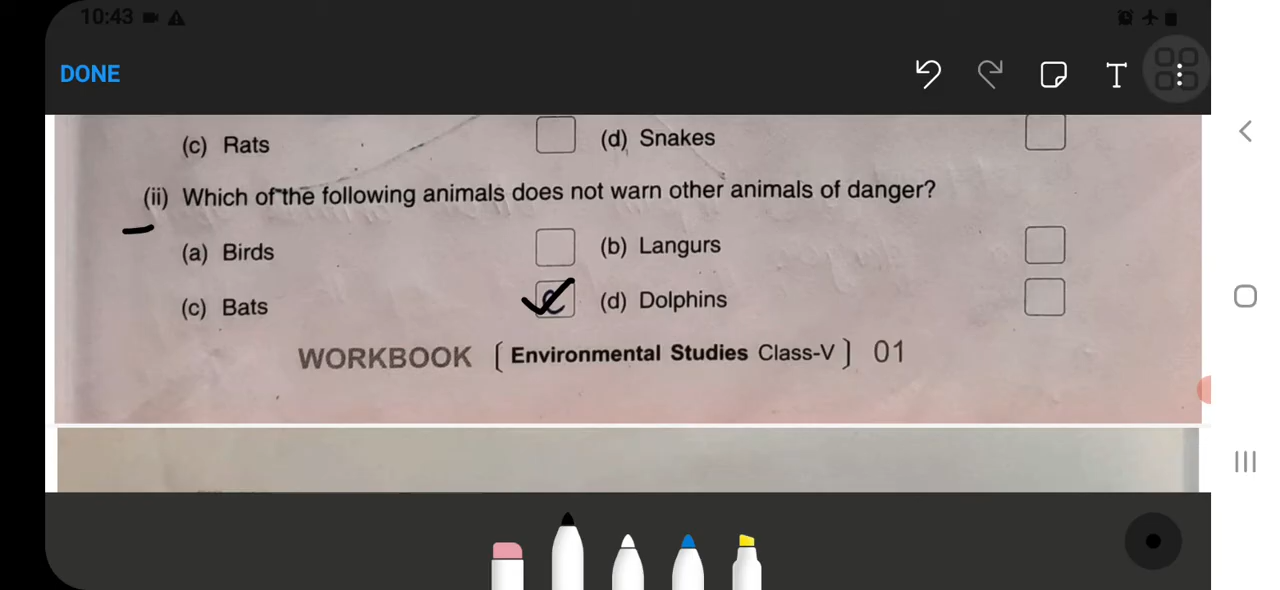 10:43
DONE
T
(c) Rats
(d) Snakes
(ii) Which of the following animals does not warn other animals of danger?
(a) Birds
(b) Langurs
(c) Bats
c
(d) Dolphins
WORKBOOK [ Environmental Studies Class-V ] 01